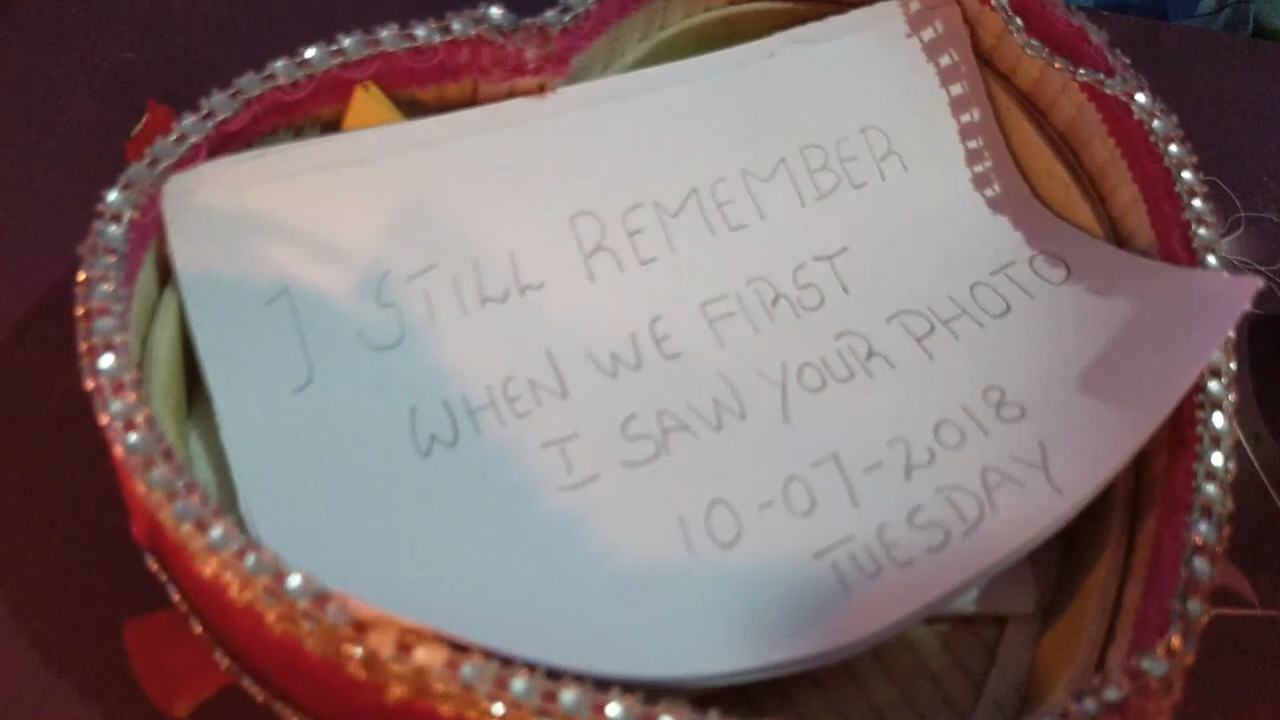 I STILL REMEMBER
WHEN WE FIRST
I SAW YOUR PHOTO
10-07-2018
TUESDAY